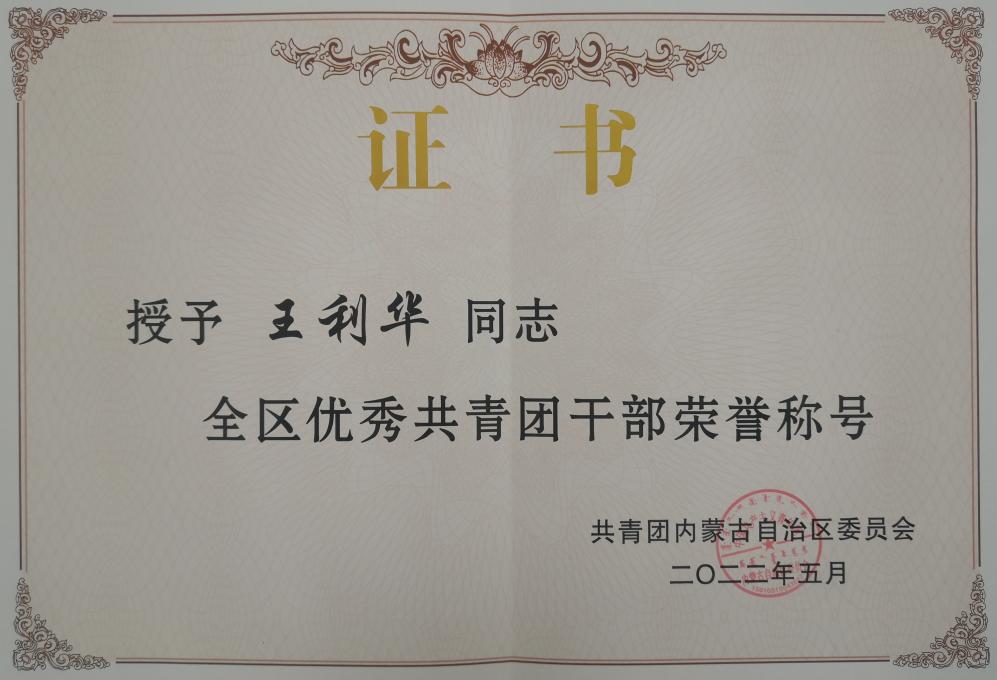 证书
授予 王利华 同志
全区优秀共青团干部荣誉称号
共青团内蒙古自治区委员会
二〇二二年五月